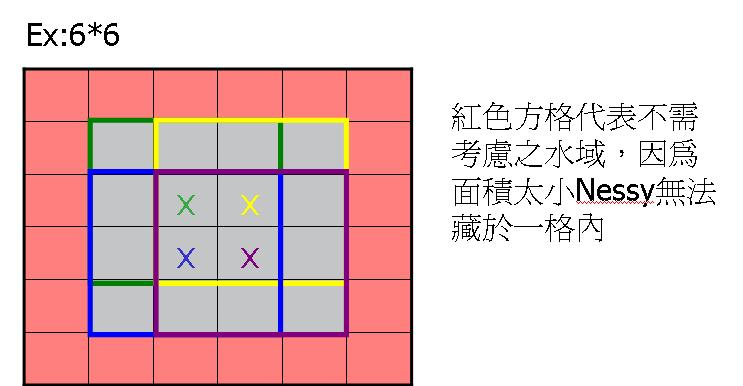 Ex:6*6
紅色方格代表不需
考慮之水域，因為
面積太小Nessy無法
藏於一格內
X X
X X